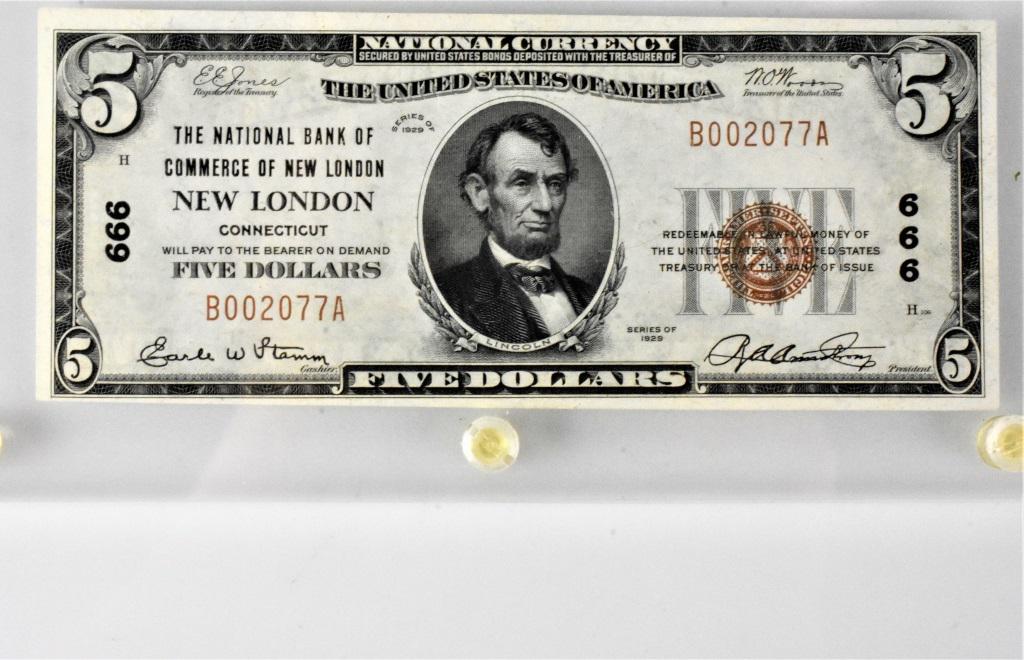 NATIONAL CURRENCY
SECURED BY UNITED STATES BONDS DEPOSITED WITH THE TREASURER OF
THE UNITED STATES OF AMERICA
5
5
E E Jones
Register of the Treasury.
W O Woods
Treasurer of the United States.
SERIES OF
1929
THE NATIONAL BANK OF
COMMERCE OF NEW LONDON
NEW LONDON
CONNECTICUT
WILL PAY TO THE BEARER ON DEMAND
FIVE DOLLARS
B002077A
H
666
B002077A
FIVE
REDEEMABLE IN LAWFUL MONEY OF
THE UNITED STATES AT UNITED STATES
TREASURY OR AT THE BANK OF ISSUE
666
H
SERIES OF
1929
LINCOLN
Earle W Stamm
Cashier
President
5
FIVE DOLLARS
5